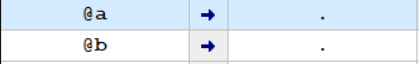 @a → .
@b → .